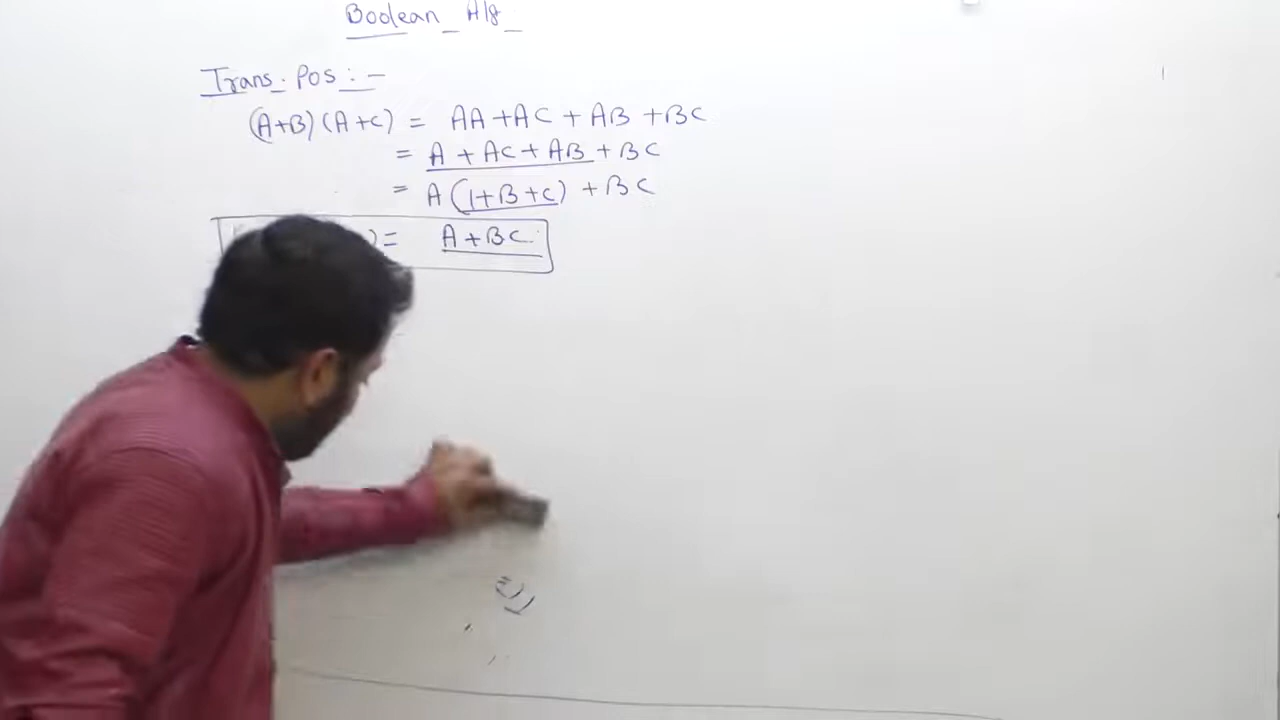 Boolean Alg
Trans. Pos : -
(A+B) (A+C) = AA + AC + AB + BC
= A + AC + AB + BC
= A (1+B+C) + BC
) = A + BC